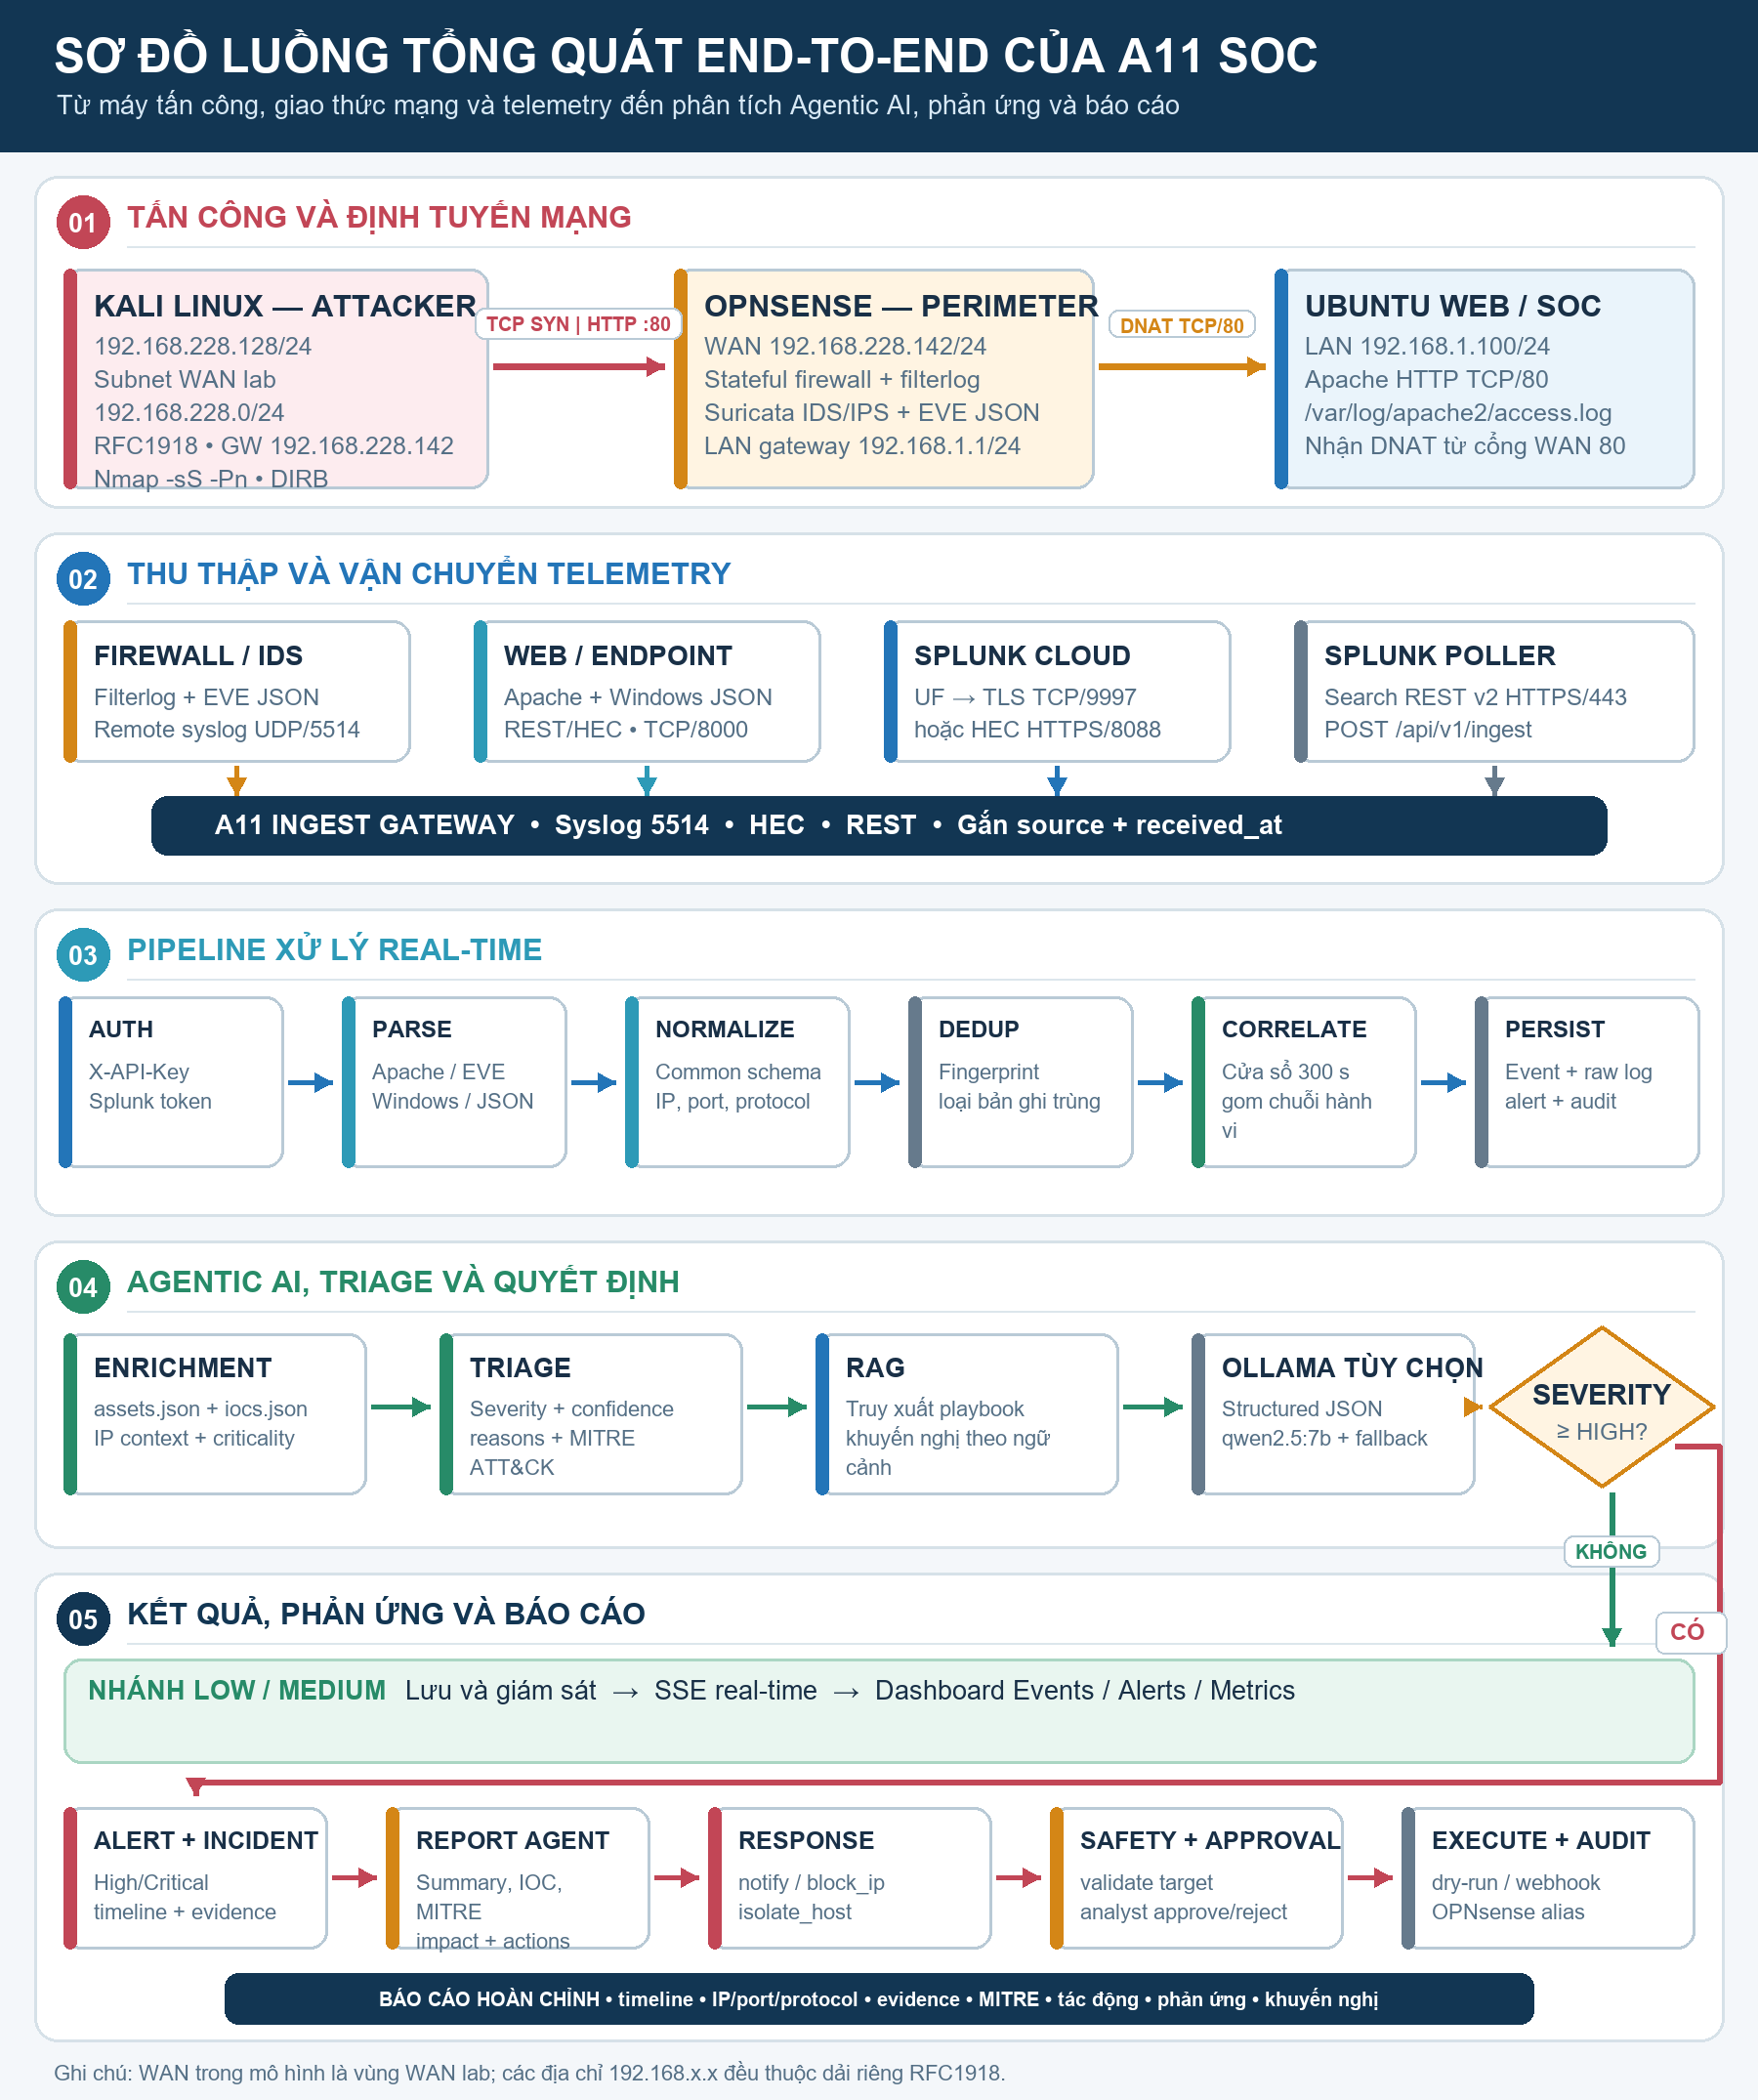 SƠ ĐỒ LUỒNG TỔNG QUÁT END-TO-END CỦA A11 SOC
Từ máy tấn công, giao thức mạng và telemetry đến phân tích Agentic AI, phản ứng và báo cáo
01 TẤN CÔNG VÀ ĐỊNH TUYẾN MẠNG
KALI LINUX — ATTACKER
192.168.228.128/24
Subnet WAN lab
192.168.228.0/24
RFC1918 • GW 192.168.228.142
Nmap -sS -Pn • DIRB
TCP SYN | HTTP :80
OPNSENSE — PERIMETER
WAN 192.168.228.142/24
Stateful firewall + filterlog
Suricata IDS/IPS + EVE JSON
LAN gateway 192.168.1.1/24
DNAT TCP/80
UBUNTU WEB / SOC
LAN 192.168.1.100/24
Apache HTTP TCP/80
/var/log/apache2/access.log
Nhận DNAT từ cổng WAN 80
02 THU THẬP VÀ VẬN CHUYỂN TELEMETRY
FIREWALL / IDS
Filterlog + EVE JSON
Remote syslog UDP/5514
WEB / ENDPOINT
Apache + Windows JSON
REST/HEC • TCP/8000
SPLUNK CLOUD
UF → TLS TCP/9997
hoặc HEC HTTPS/8088
SPLUNK POLLER
Search REST v2 HTTPS/443
POST /api/v1/ingest
A11 INGEST GATEWAY • Syslog 5514 • HEC • REST • Gắn source + received_at
03 PIPELINE XỬ LÝ REAL-TIME
AUTH
X-API-Key
Splunk token
PARSE
Apache / EVE
Windows / JSON
NORMALIZE
Common schema
IP, port, protocol
DEDUP
Fingerprint
loại bản ghi trùng
CORRELATE
Cửa sổ 300 s
gom chuỗi hành
vi
PERSIST
Event + raw log
alert + audit
04 AGENTIC AI, TRIAGE VÀ QUYẾT ĐỊNH
ENRICHMENT
assets.json + iocs.json
IP context + criticality
TRIAGE
Severity + confidence
reasons + MITRE
ATT&CK
RAG
Truy xuất playbook
khuyến nghị theo ngữ
cảnh
OLLAMA TÙY CHỌN
Structured JSON
qwen2.5:7b + fallback
SEVERITY
≥ HIGH?
KHÔNG
05 KẾT QUẢ, PHẢN ỨNG VÀ BÁO CÁO
CÓ
NHÁNH LOW / MEDIUM Lưu và giám sát → SSE real-time → Dashboard Events / Alerts / Metrics
ALERT + INCIDENT
High/Critical
timeline + evidence
REPORT AGENT
Summary, IOC,
MITRE
impact + actions
RESPONSE
notify / block_ip
isolate_host
SAFETY + APPROVAL
validate target
analyst approve/reject
EXECUTE + AUDIT
dry-run / webhook
OPNsense alias
BÁO CÁO HOÀN CHỈNH • timeline • IP/port/protocol • evidence • MITRE • tác động • phản ứng • khuyến nghị
Ghi chú: WAN trong mô hình là vùng WAN lab; các địa chỉ 192.168.x.x đều thuộc dải riêng RFC1918.